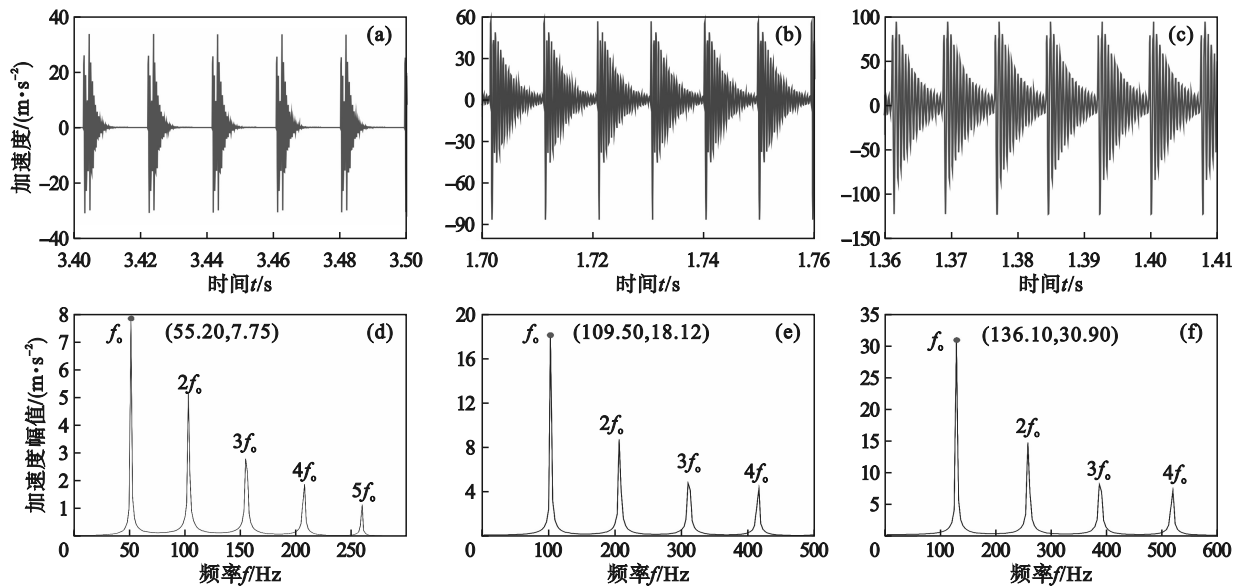 40
20
0
−20
−40
加速度/(m·s⁻²)
3.40 3.42 3.44 3.46 3.48 3.50
时间t/s
(a)
60
30
0
−30
−60
−90
1.70 1.72 1.74 1.76
时间t/s
(b)
100
50
0
−50
−100
−150
1.36 1.37 1.38 1.39 1.40 1.41
时间t/s
(c)
8
7
6
5
4
3
2
1
0
加速度幅值/(m·s⁻²)
fₒ (55.20,7.75) (d)
2fₒ
3fₒ
4fₒ
5fₒ
50 100 150 200 250
频率f/Hz
20
16
12
8
4
0
fₒ (109.50,18.12) (e)
2fₒ
3fₒ
4fₒ
100 200 300 400 500
频率f/Hz
35
30
25
20
15
10
5
0
fₒ (136.10,30.90) (f)
2fₒ
3fₒ
4fₒ
100 200 300 400 500 600
频率f/Hz